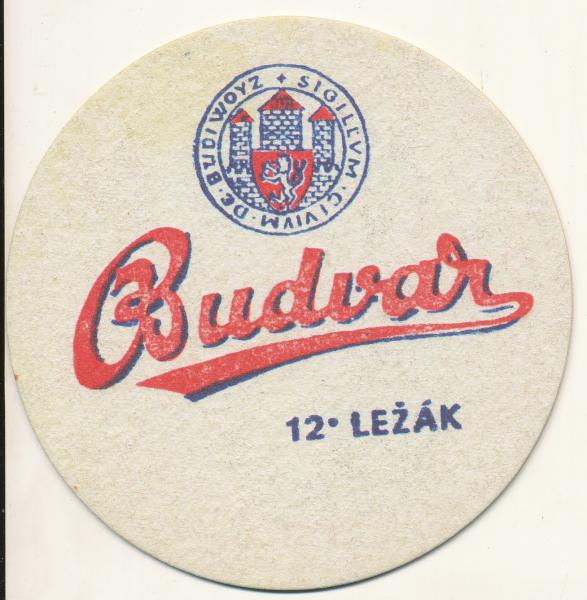 SIGILLVM · CIVIVM · DE · BUDIWOYZ +
Budvar
12° LEŽÁK